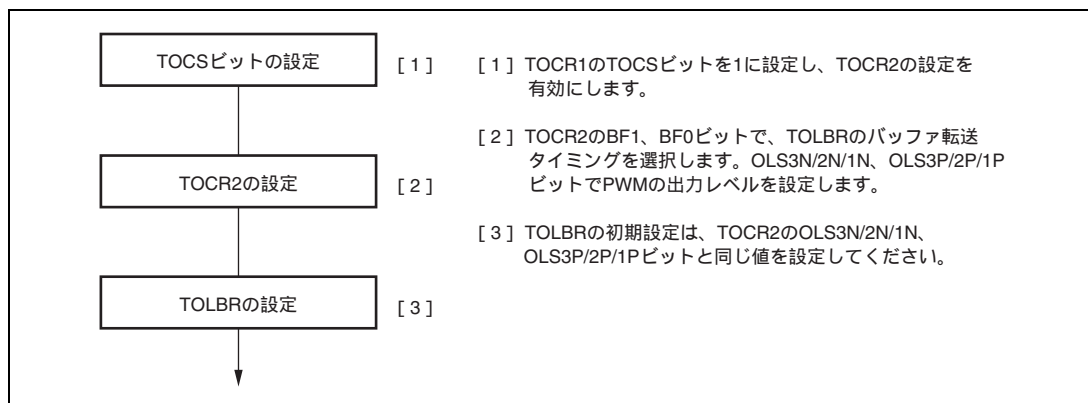 TOCSビットの設定
[ 1 ]
TOCR2の設定
[ 2 ]
TOLBRの設定
[ 3 ]
[ 1 ] TOCR1のTOCSビットを1に設定し、TOCR2の設定を
有効にします。
[ 2 ] TOCR2のBF1、BF0ビットで、TOLBRのバッファ転送
タイミングを選択します。OLS3N/2N/1N、OLS3P/2P/1P
ビットでPWMの出力レベルを設定します。
[ 3 ] TOLBRの初期設定は、TOCR2のOLS3N/2N/1N、
OLS3P/2P/1Pビットと同じ値を設定してください。